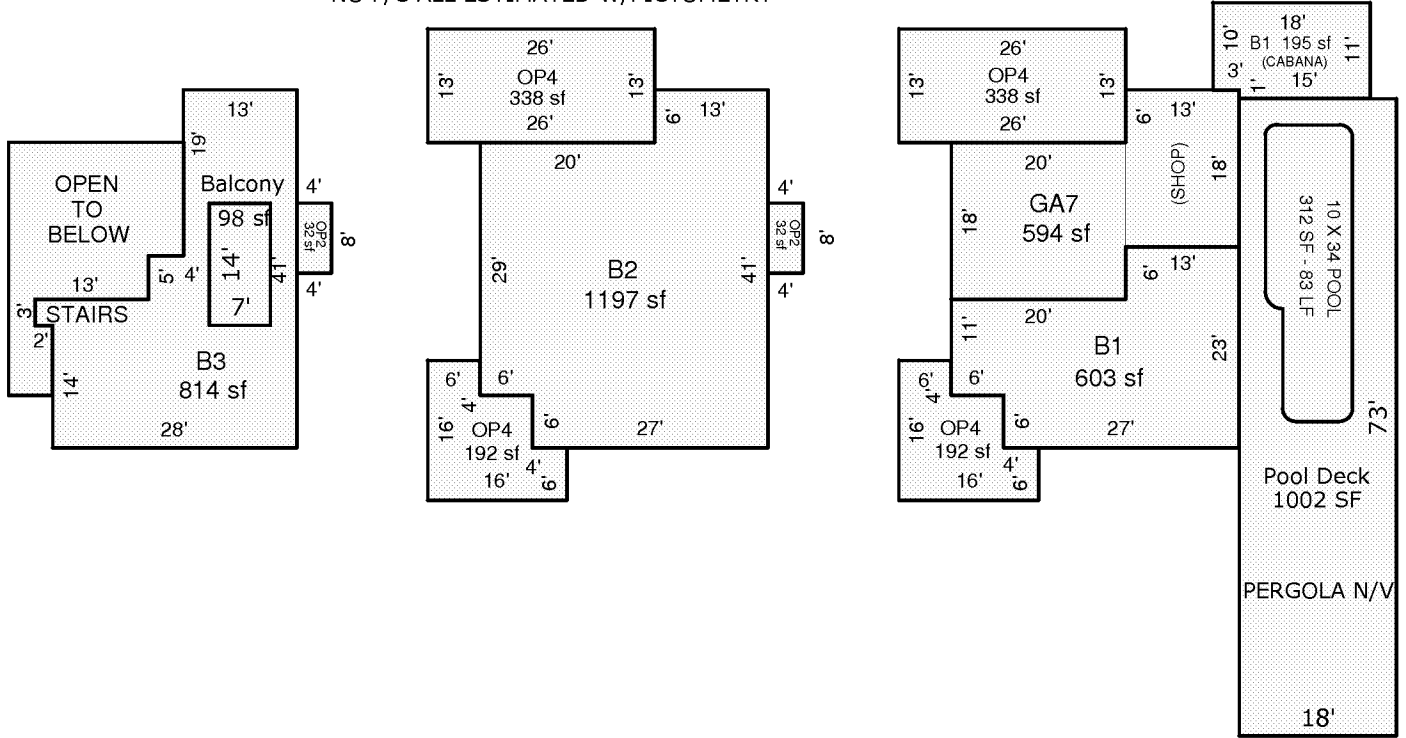 13'
19'
OPEN
TO
BELOW
Balcony
98 sf
4'
OP2
32 sf
8'
14'
41'
5'
4'
4'
7'
13'
3'
STAIRS
2'
B3
814 sf
14'
28'
26'
13'
OP4
338 sf
13'
26'
6'
13'
20'
4'
OP2
32 sf
8'
29'
B2
1197 sf
41'
4'
6'
6'
4'
16'
OP4
192 sf
6'
27'
4'
16'
6'
26'
13'
OP4
338 sf
13'
26'
6'
13'
20'
(SHOP)
18'
GA7
594 sf
18'
6'
13'
20'
11'
B1
603 sf
23'
6'
6'
4'
16'
OP4
192 sf
6'
27'
4'
16'
6'
18'
10'
B1 195 sf
(CABANA)
11'
3'
1'
15'
10 X 34 POOL
312 SF - 83 LF
73'
Pool Deck
1002 SF
PERGOLA N/V
18'